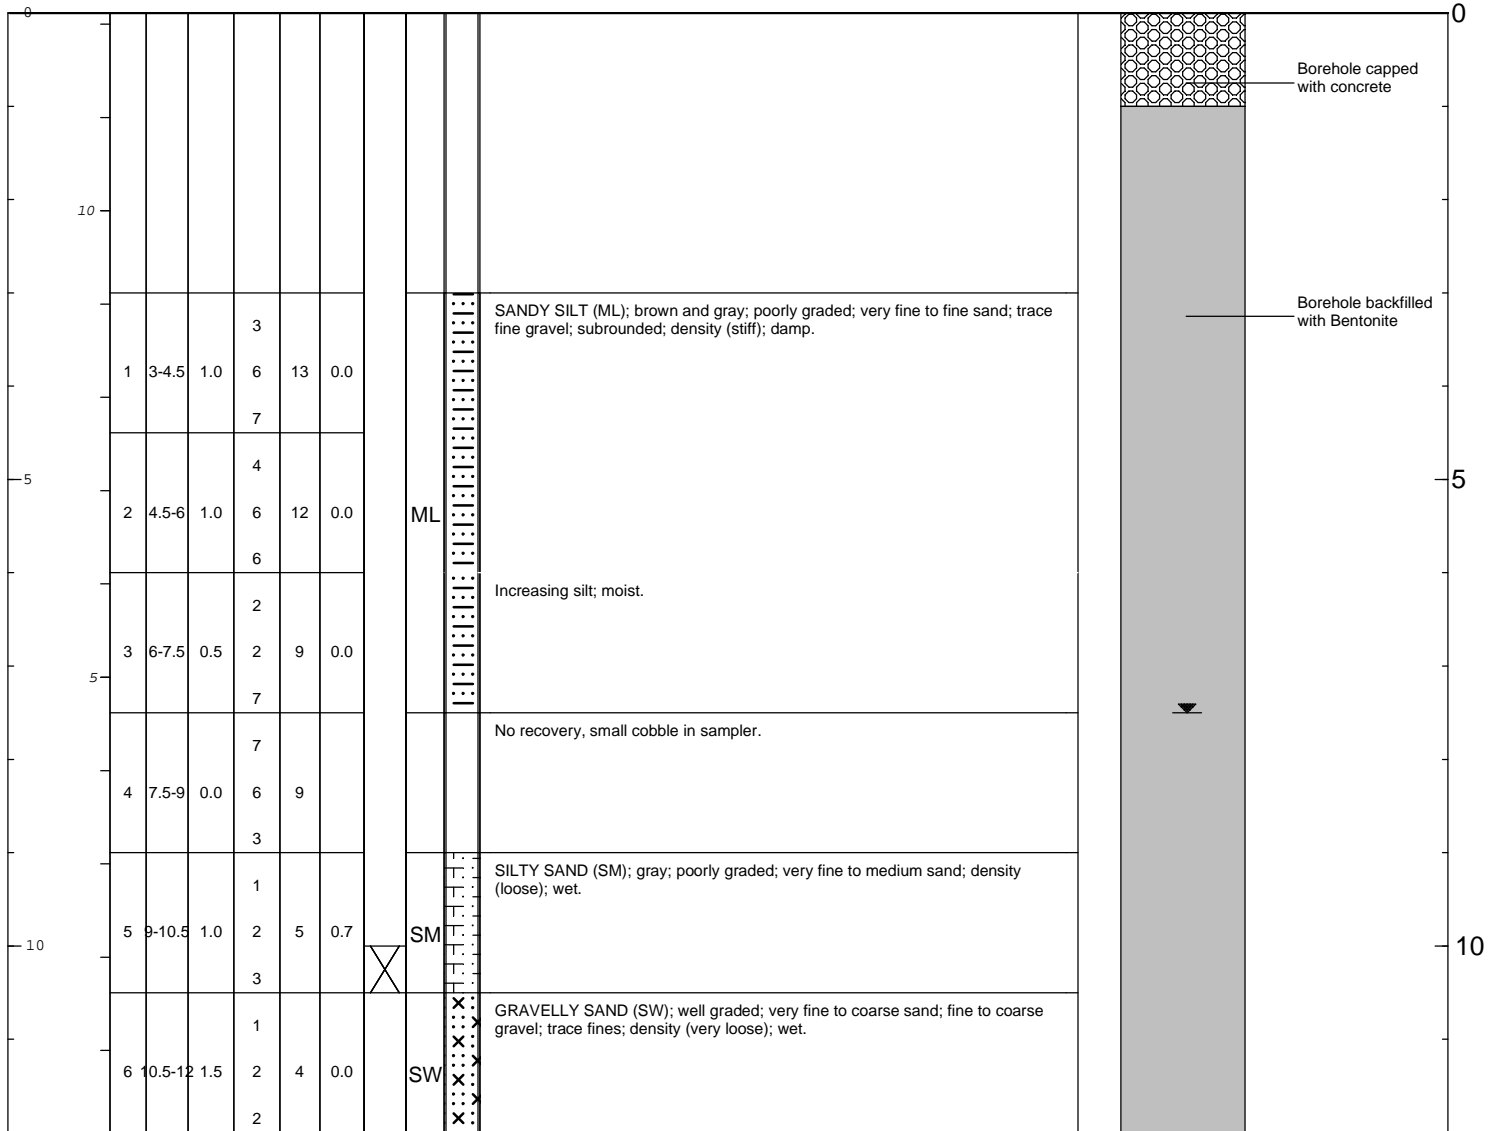 0
0
Borehole capped
with concrete
10
SANDY SILT (ML); brown and gray; poorly graded; very fine to fine sand; trace
fine gravel; subrounded; density (stiff); damp.
Borehole backfilled
with Bentonite
3
1 3-4.5 1.0 6 13 0.0
7
4
5
5
2 4.5-6 1.0 6 12 0.0 ML
6
Increasing silt; moist.
2
3 6-7.5 0.5 2 9 0.0
5
7
No recovery, small cobble in sampler.
7
4 7.5-9 0.0 6 9
3
SILTY SAND (SM); gray; poorly graded; very fine to medium sand; density
(loose); wet.
1
5 9-10.5 1.0 2 5 0.7 SM
10
10
3
GRAVELLY SAND (SW); well graded; very fine to coarse sand; fine to coarse
gravel; trace fines; density (very loose); wet.
1
6 10.5-12 1.5 2 4 0.0 SW
2